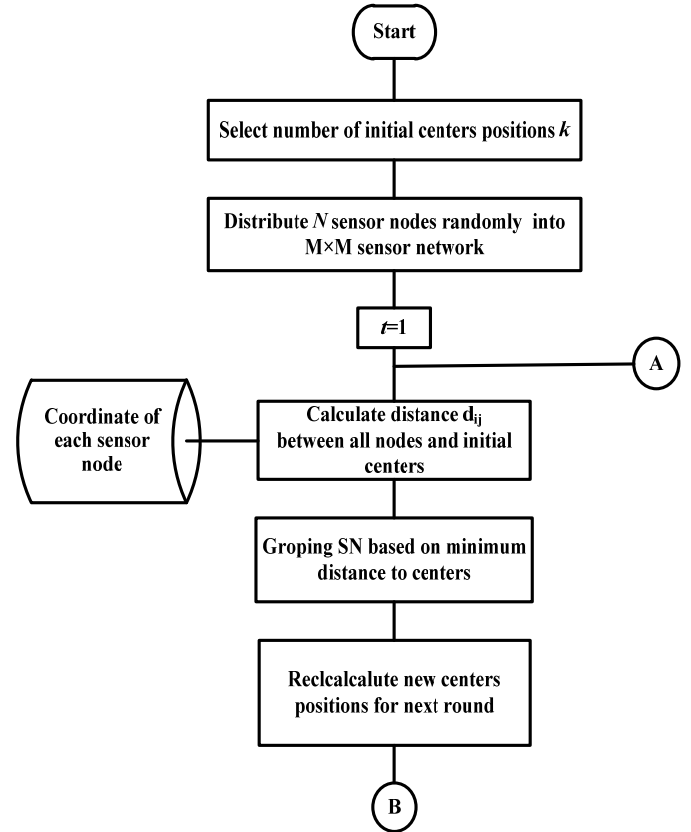 Start
Select number of initial centers positions k
Distribute N sensor nodes randomly into
M×M sensor network
t=1
A
Coordinate of
each sensor
node
Calculate distance dij
between all nodes and initial
centers
Groping SN based on minimum
distance to centers
Reclcalcalute new centers
positions for next round
B